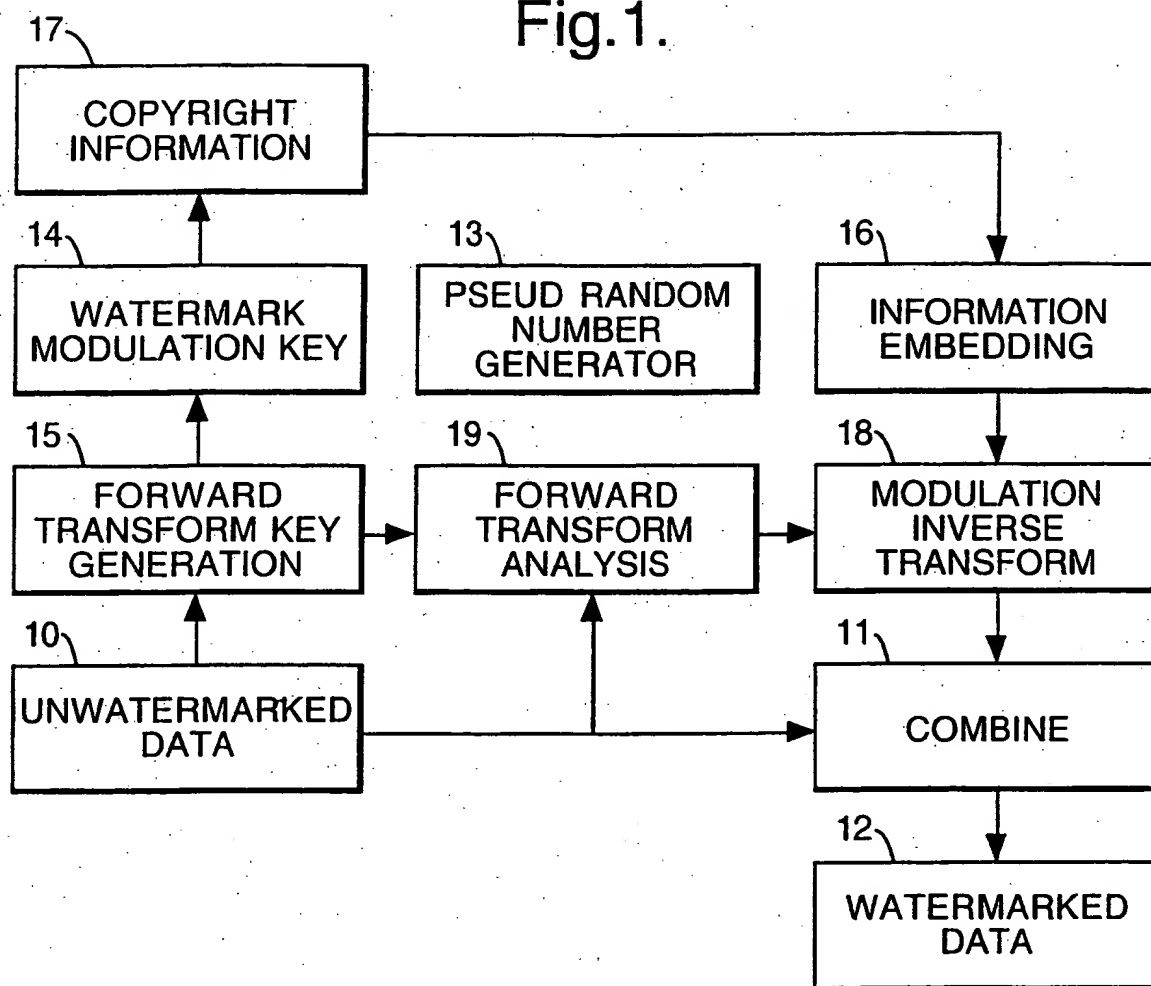 Fig.1.
17
COPYRIGHT
INFORMATION
14
WATERMARK
MODULATION KEY
13
PSEUD RANDOM
NUMBER
GENERATOR
16
INFORMATION
EMBEDDING
15
FORWARD
TRANSFORM KEY
GENERATION
19
FORWARD
TRANSFORM
ANALYSIS
18
MODULATION
INVERSE
TRANSFORM
10
UNWATERMARKED
DATA
11
COMBINE
12
WATERMARKED
DATA